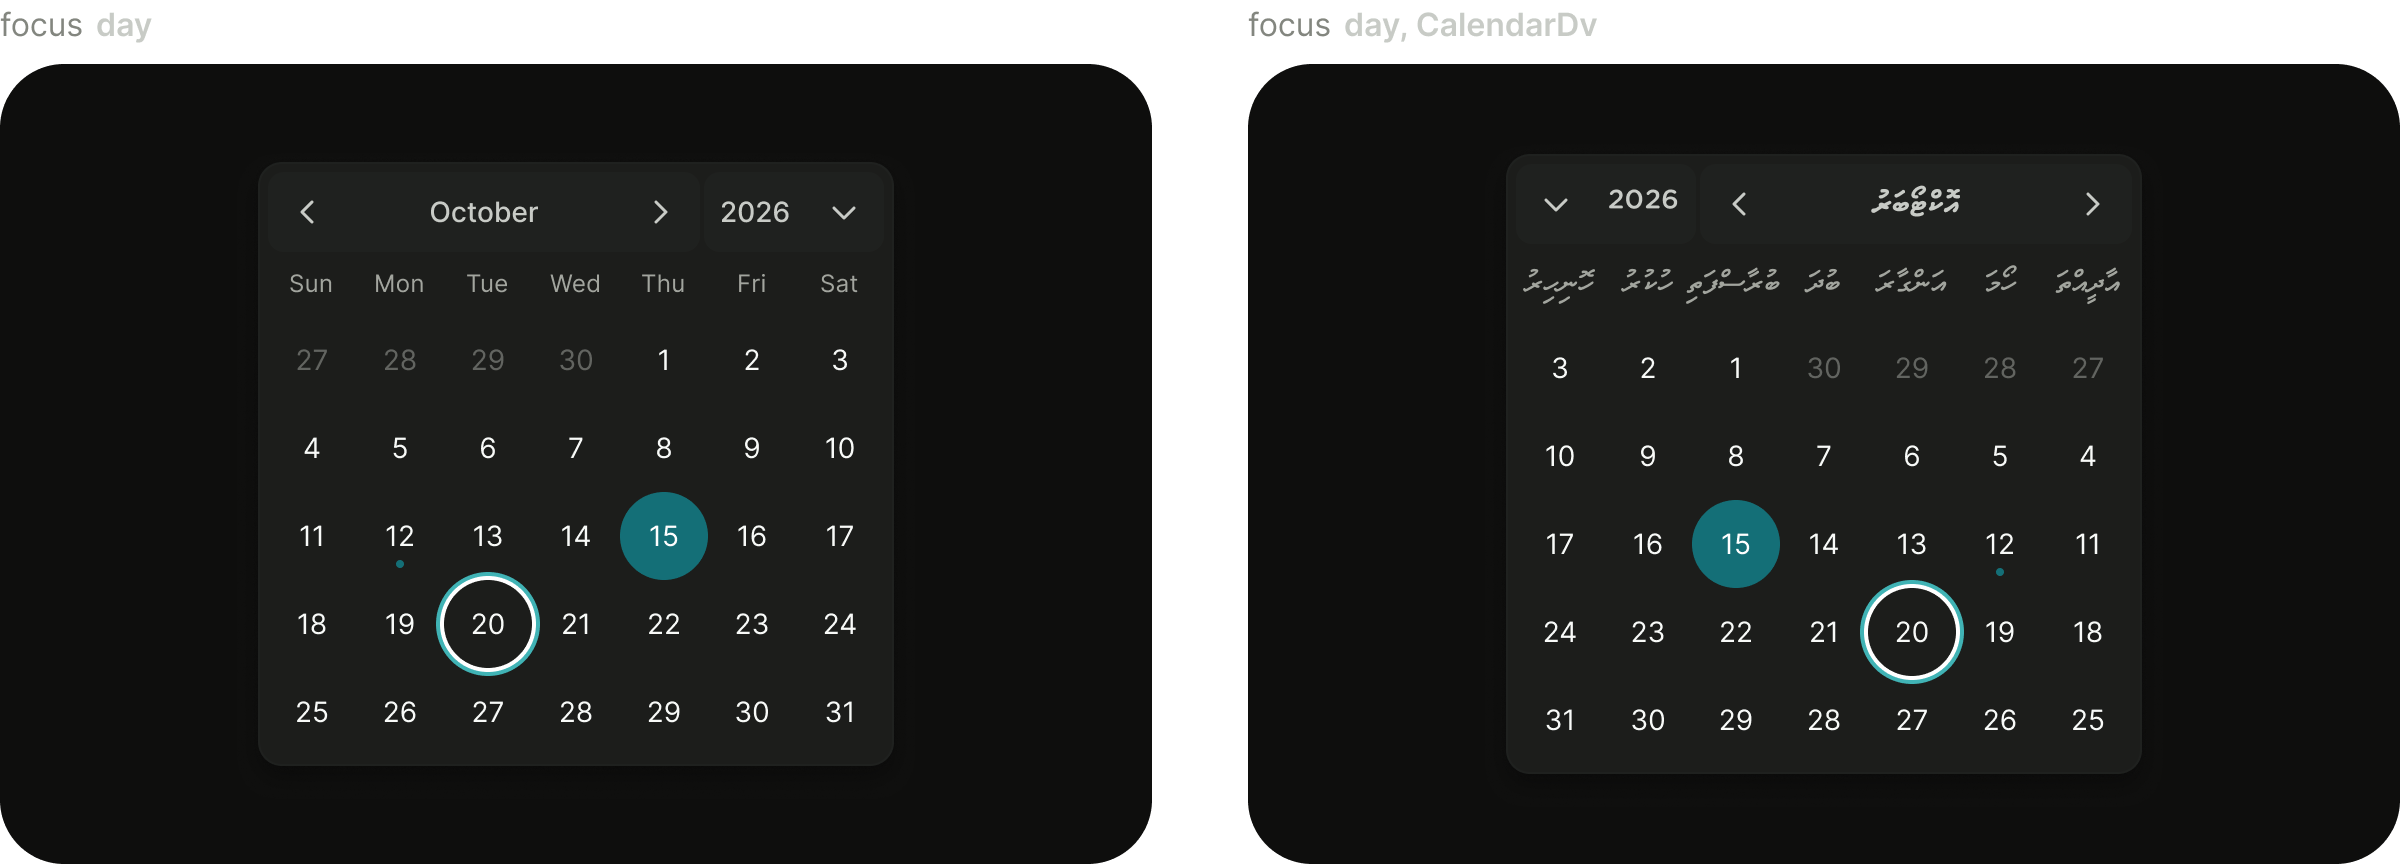 focus day
October 2026
Sun Mon Tue Wed Thu Fri Sat
27 28 29 30 1 2 3
4 5 6 7 8 9 10
11 12 13 14 15 16 17
18 19 20 21 22 23 24
25 26 27 28 29 30 31
focus day, CalendarDv
އޮކްޓޯބަރު 2026
އާދީއްތަ ހޯމަ އަންގާރަ ބުދަ ބުރާސްފަތި ހުކުރު ހޮނިހިރު
27 28 29 30 1 2 3
4 5 6 7 8 9 10
11 12 13 14 15 16 17
18 19 20 21 22 23 24
25 26 27 28 29 30 31